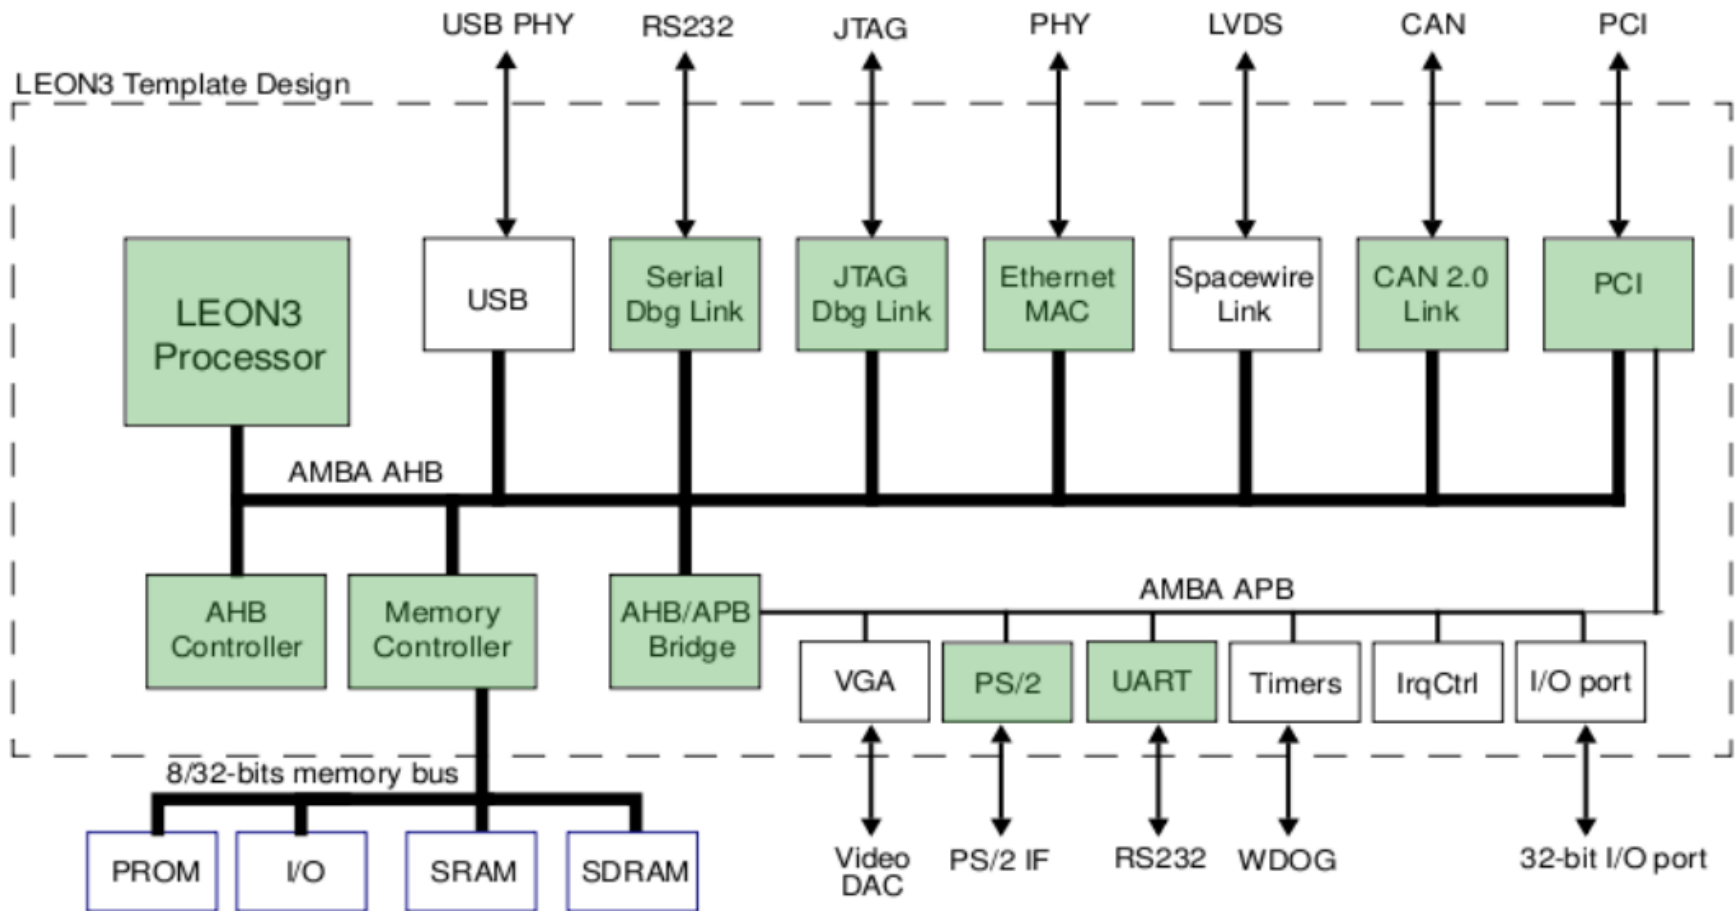 USB PHY
RS232
JTAG
PHY
LVDS
CAN
PCI
LEON3 Template Design
LEON3
Processor
USB
Serial
Dbg Link
JTAG
Dbg Link
Ethernet
MAC
Spacewire
Link
CAN 2.0
Link
PCI
AMBA AHB
AHB
Controller
Memory
Controller
AHB/APB
Bridge
AMBA APB
VGA
PS/2
UART
Timers
IrqCtrl
I/O port
8/32-bits memory bus
PROM
I/O
SRAM
SDRAM
Video
DAC
PS/2 IF
RS232
WDOG
32-bit I/O port